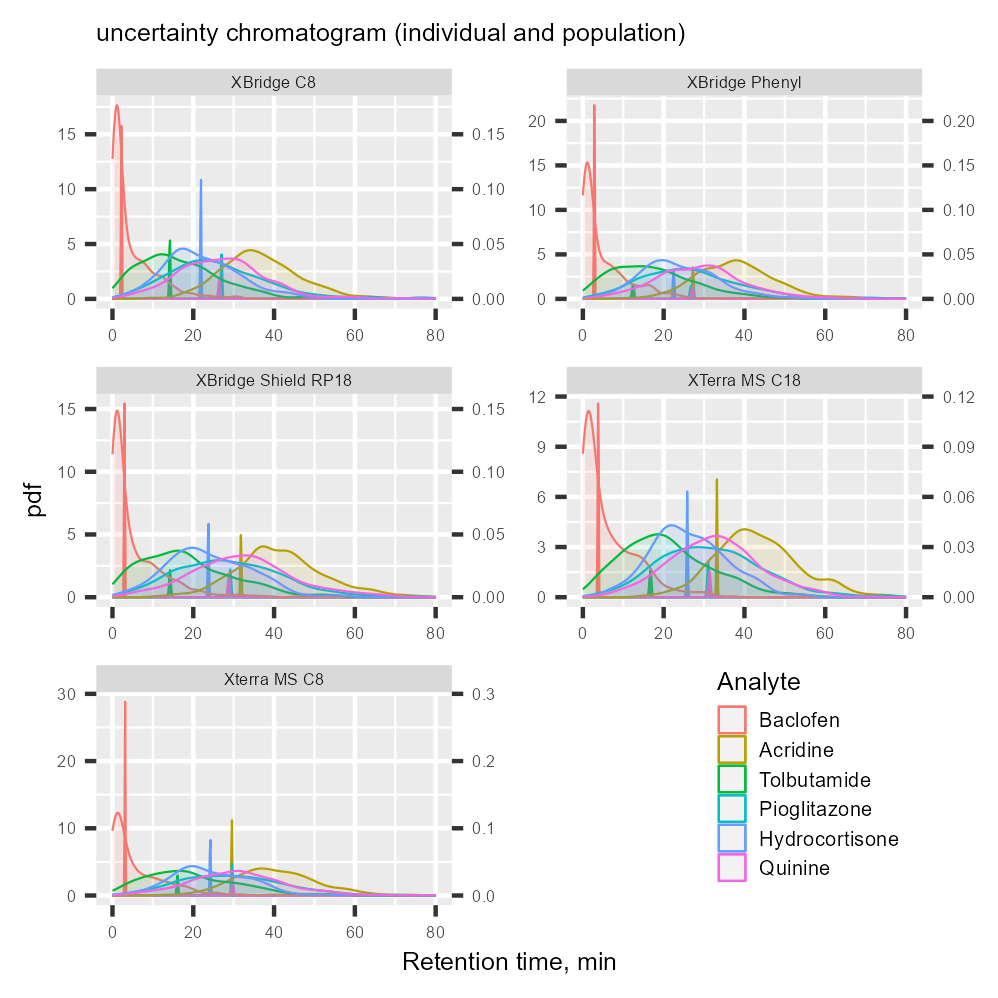 uncertainty chromatogram (individual and population)
XBridge C8
15
10
5
0
0.15
0.10
0.05
0.00
0 20 40 60 80
XBridge Phenyl
20
15
10
5
0
0.20
0.15
0.10
0.05
0.00
0 20 40 60 80
pdf
XBridge Shield RP18
15
10
5
0
0.15
0.10
0.05
0.00
0 20 40 60 80
XTerra MS C18
12
9
6
3
0
0.12
0.09
0.06
0.03
0.00
0 20 40 60 80
Xterra MS C8
30
20
10
0
0.3
0.2
0.1
0.0
0 20 40 60 80
Analyte
Baclofen
Acridine
Tolbutamide
Pioglitazone
Hydrocortisone
Quinine
Retention time, min